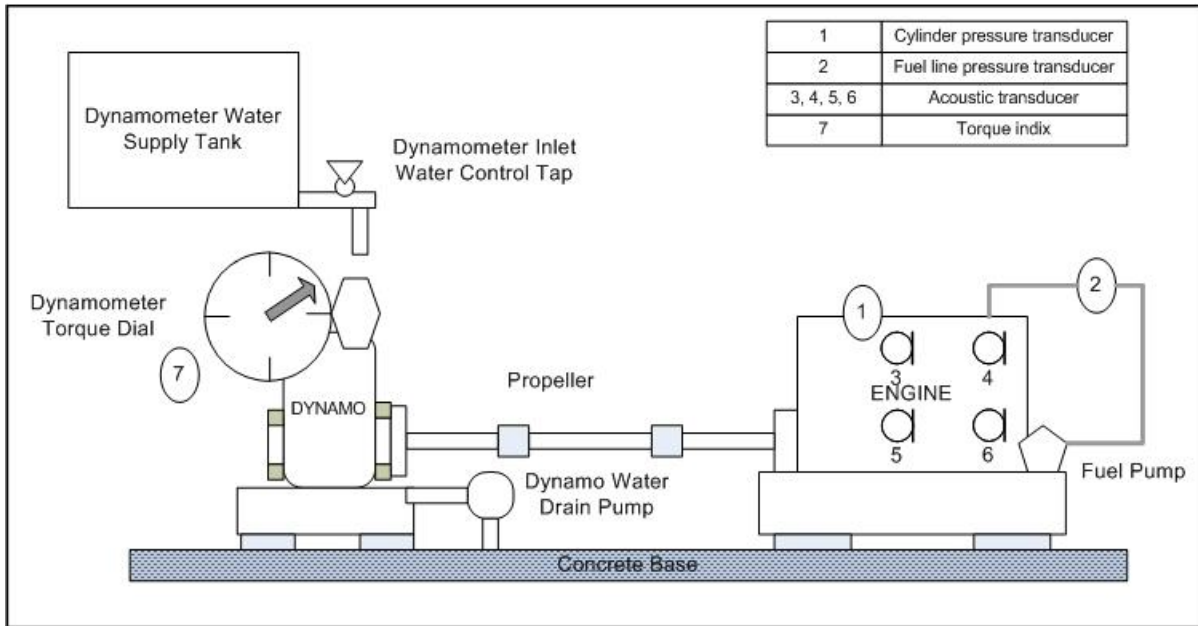 1 Cylinder pressure transducer
2 Fuel line pressure transducer
3, 4, 5, 6 Acoustic transducer
7 Torque indix
Dynamometer Water
Supply Tank
Dynamometer Inlet
Water Control Tap
Dynamometer
Torque Dial
7
DYNAMO
Propeller
Dynamo Water
Drain Pump
1
2
3
4
ENGINE
5
6
Fuel Pump
Concrete Base